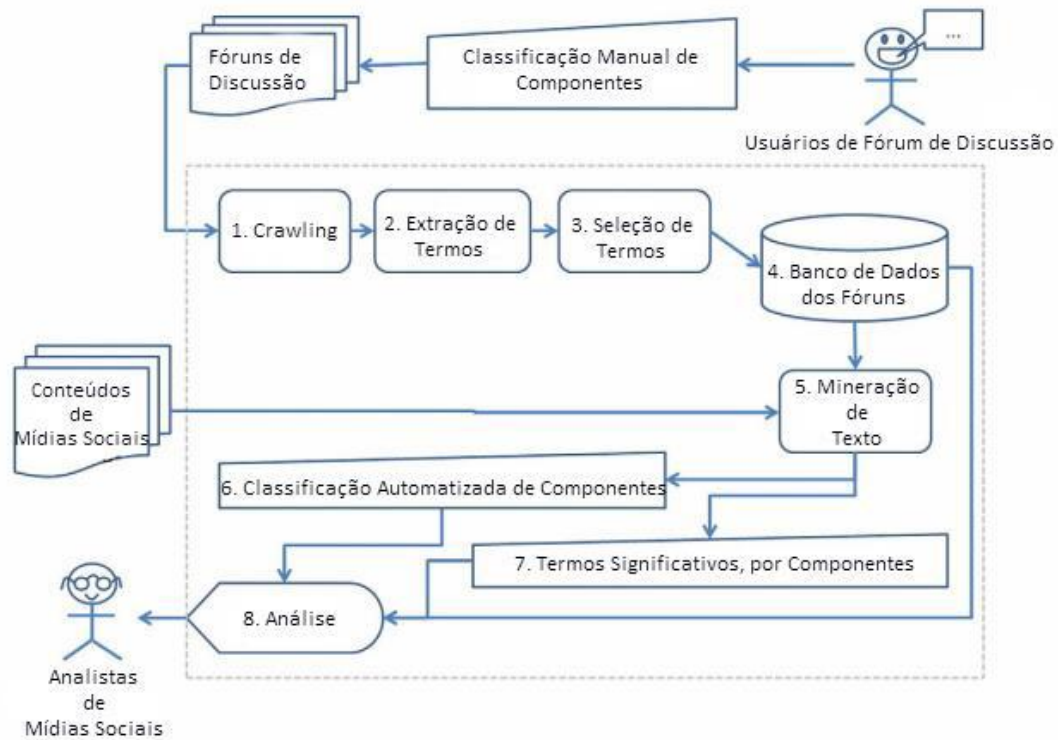 Fóruns de
Discussão
Classificação Manual de
Componentes
...
Usuários de Fórum de Discussão
1. Crawling
2. Extração de
Termos
3. Seleção de
Termos
4. Banco de Dados
dos Fóruns
Conteúdos
de
Mídias Sociais
5. Mineração
de
Texto
6. Classificação Automatizada de Componentes
7. Termos Significativos, por Componentes
8. Análise
Analistas
de
Mídias Sociais